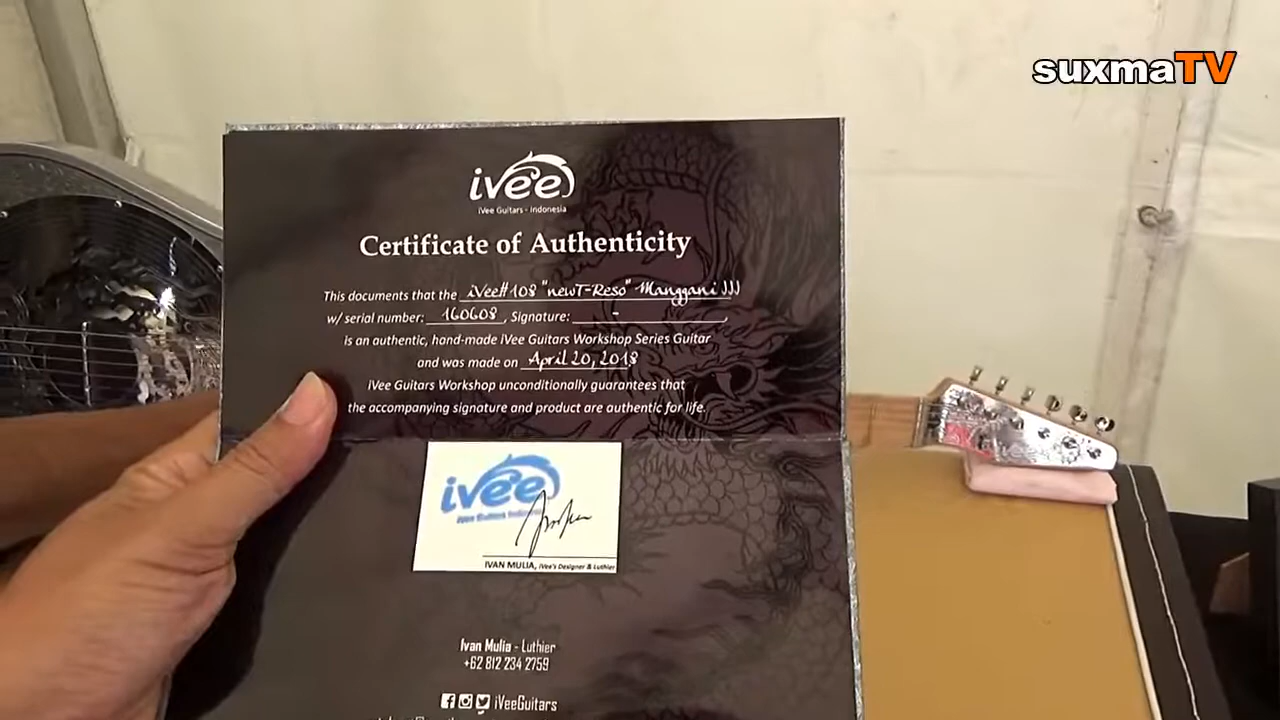 suxmaTV
ivee
iVee Guitars - Indonesia
Certificate of Authenticity
This documents that the iVee#108 "newT-Reso" Manggani III
w/ serial number: 160608, Signature: -
is an authentic, hand-made iVee Guitars Workshop Series Guitar
and was made on April 20, 2018
iVee Guitars Workshop unconditionally guarantees that
the accompanying signature and product are authentic for life.
ivee
iVee Guitars Indonesia
IVAN MULIA, iVee's Designer & Luthier
Ivan Mulia - Luthier
+62 812 234 2759
iVeeGuitars